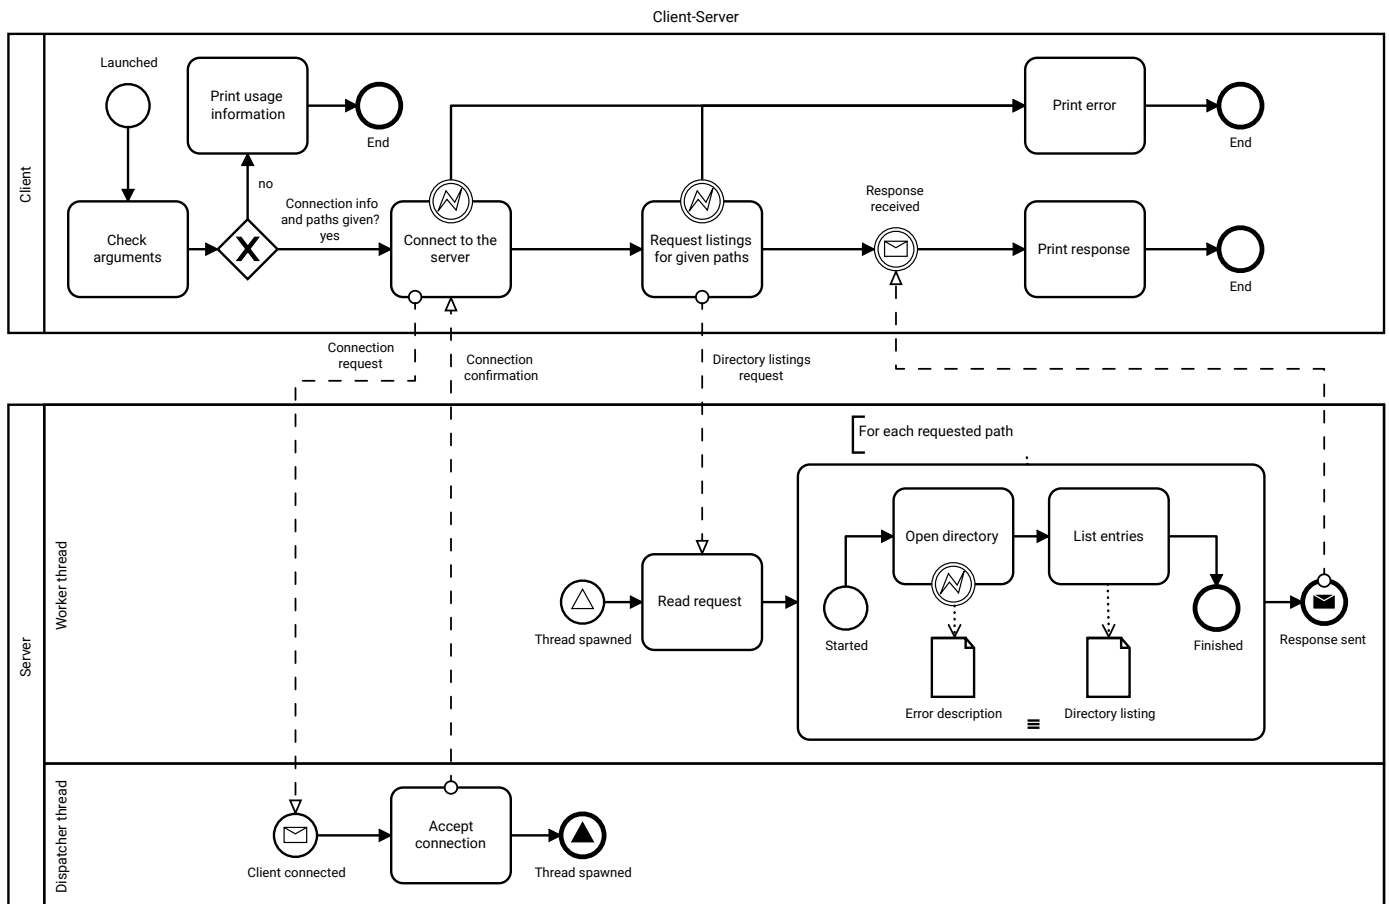 Client-Server
Client
Launched
Print usage
information
End
no
Check
arguments
Connection info
and paths given?
yes
Connect to the
server
Request listings
for given paths
Response
received
Print error
End
Print response
End
Connection
request
Connection
confirmation
Directory listings
request
Server
Worker thread
For each requested path
Thread spawned
Read request
Started
Open directory
List entries
Error description
Directory listing
Finished
Response sent
Dispatcher thread
Client connected
Accept
connection
Thread spawned